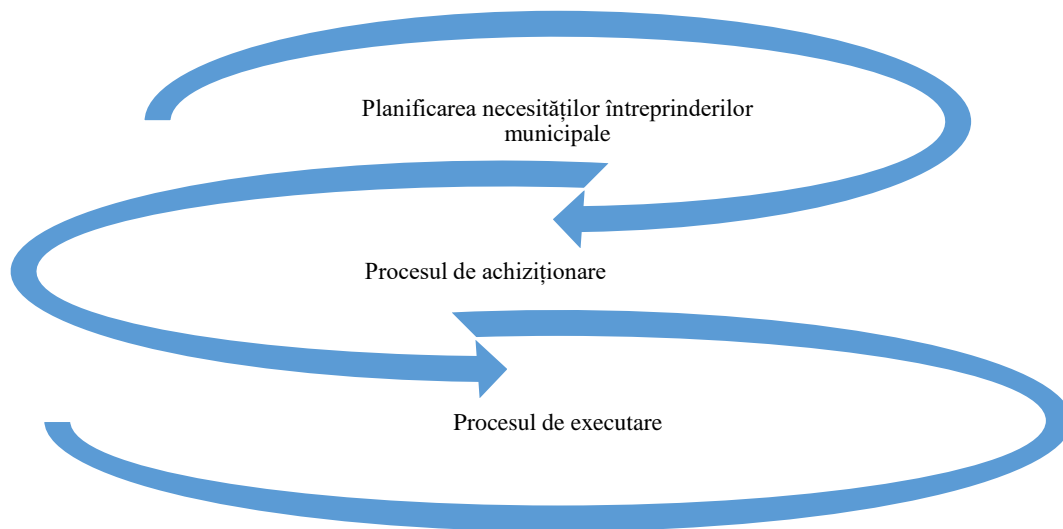 Planificarea necesităților întreprinderilor
municipale
Procesul de achiziționare
Procesul de executare